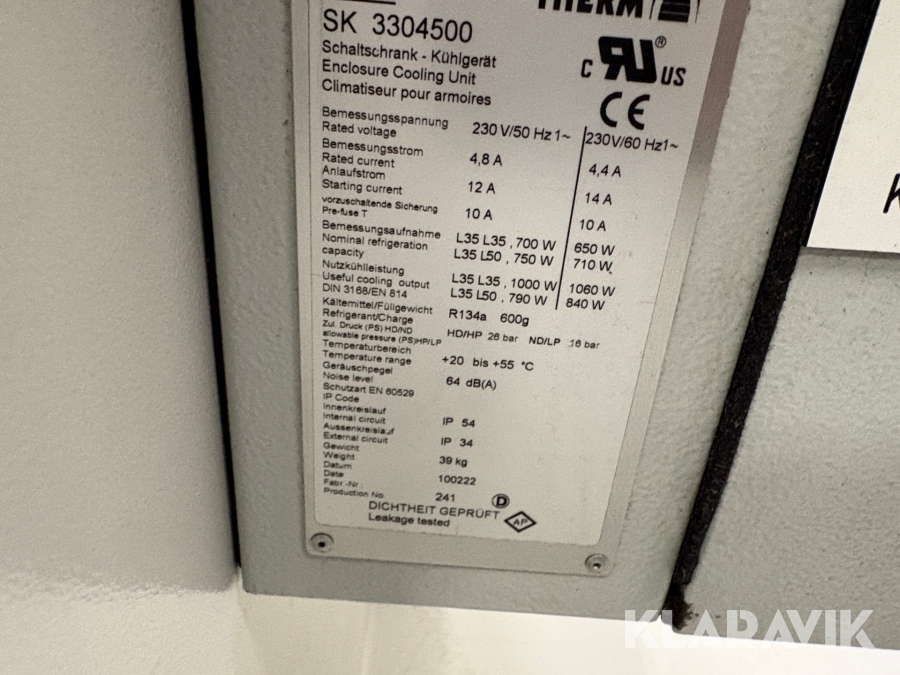 THERM
SK 3304500
Schaltschrank - Kühlgerät
Enclosure Cooling Unit
Climatiseur pour armoires
c RU ® US
CE
Bemessungsspannung
Rated voltage 230 V/50 Hz 1~ 230V/60 Hz1~
Bemessungsstrom
Rated current 4,8 A 4,4 A
Anlaufstrom
Starting current 12 A 14 A
vorzuschaltende Sicherung
Pre-fuse T 10 A 10 A
Bemessungsaufnahme L35 L35 , 700 W 650 W
Nominal refrigeration L35 L50 , 750 W 710 W
capacity
Nutzkühlleistung L35 L35 , 1000 W 1060 W
Useful cooling output L35 L50 , 790 W 840 W
DIN 3168/EN 814
Kältemittel/Füllgewicht
Refrigerant/Charge R134a 600g
Zul. Druck (PS) HD/ND
allowable pressure (PS)HP/LP HD/HP 26 bar ND/LP 16 bar
Temperaturbereich
Temperature range +20 bis +55 °C
Geräuschpegel
Noise level 64 dB(A)
Schutzart EN 60529
IP Code
Innenkreislauf
Internal circuit IP 54
Aussenkreislauf
External circuit IP 34
Gewicht
Weight 39 kg
Datum
Date 100222
Fabr.-Nr.
Production No. 241
DICHTHEIT GEPRÜFT D
Leakage tested AP
K
KLARAVIK